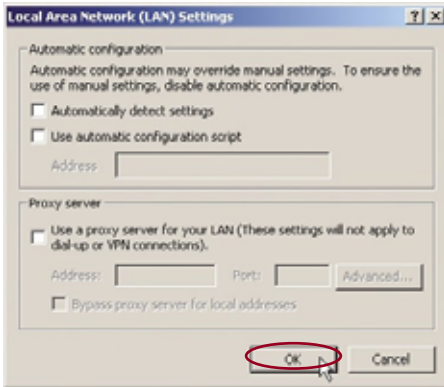 Local Area Network (LAN) Settings
Automatic configuration
Automatic configuration may override manual settings. To ensure the
use of manual settings, disable automatic configuration.
Automatically detect settings
Use automatic configuration script
Address
Proxy server
Use a proxy server for your LAN (These settings will not apply to
dial-up or VPN connections).
Address: Port: Advanced...
Bypass proxy server for local addresses
OK Cancel